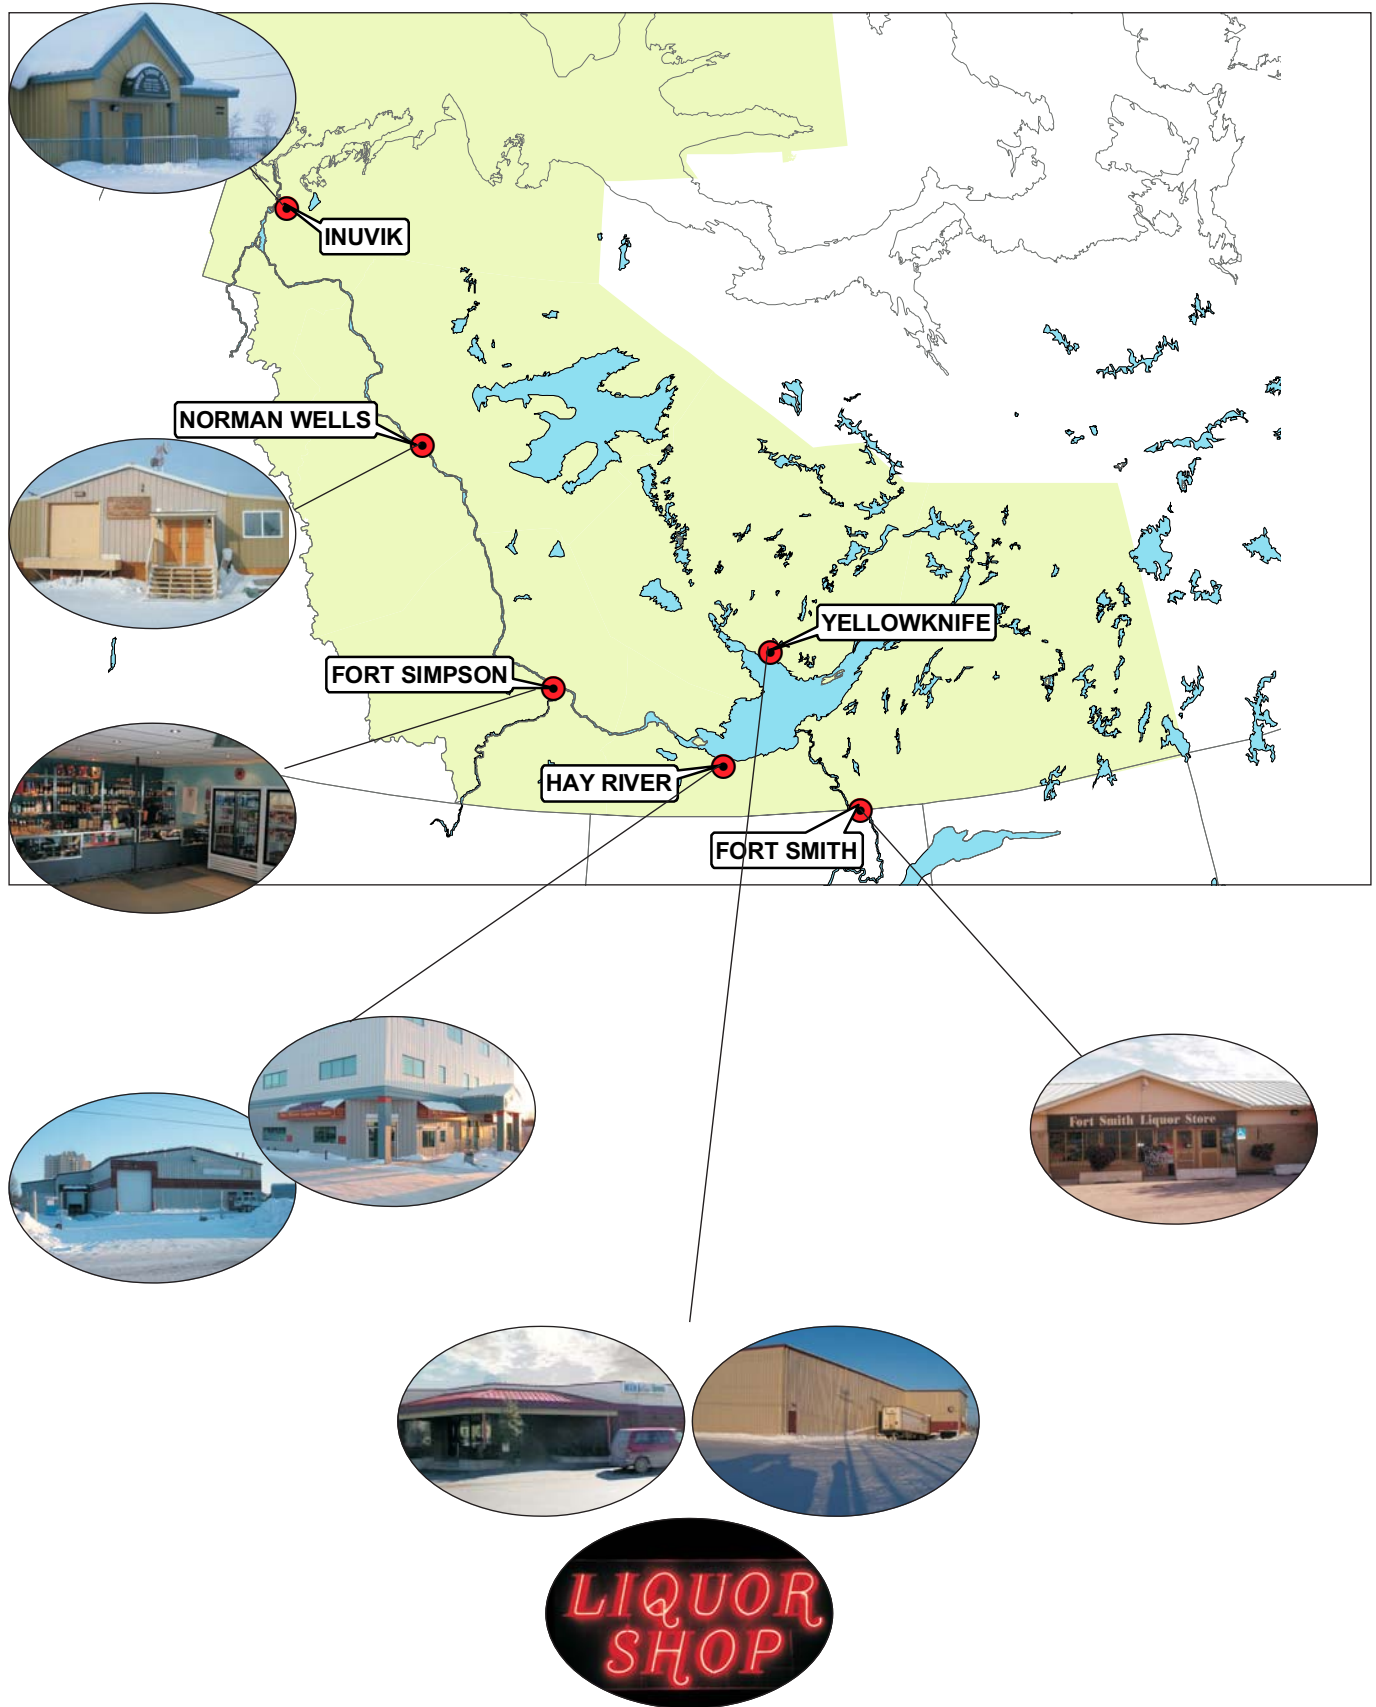 INUVIK
NORMAN WELLS
YELLOWKNIFE
FORT SIMPSON
HAY RIVER
FORT SMITH
Fort Smith Liquor Store
LIQUOR
SHOP